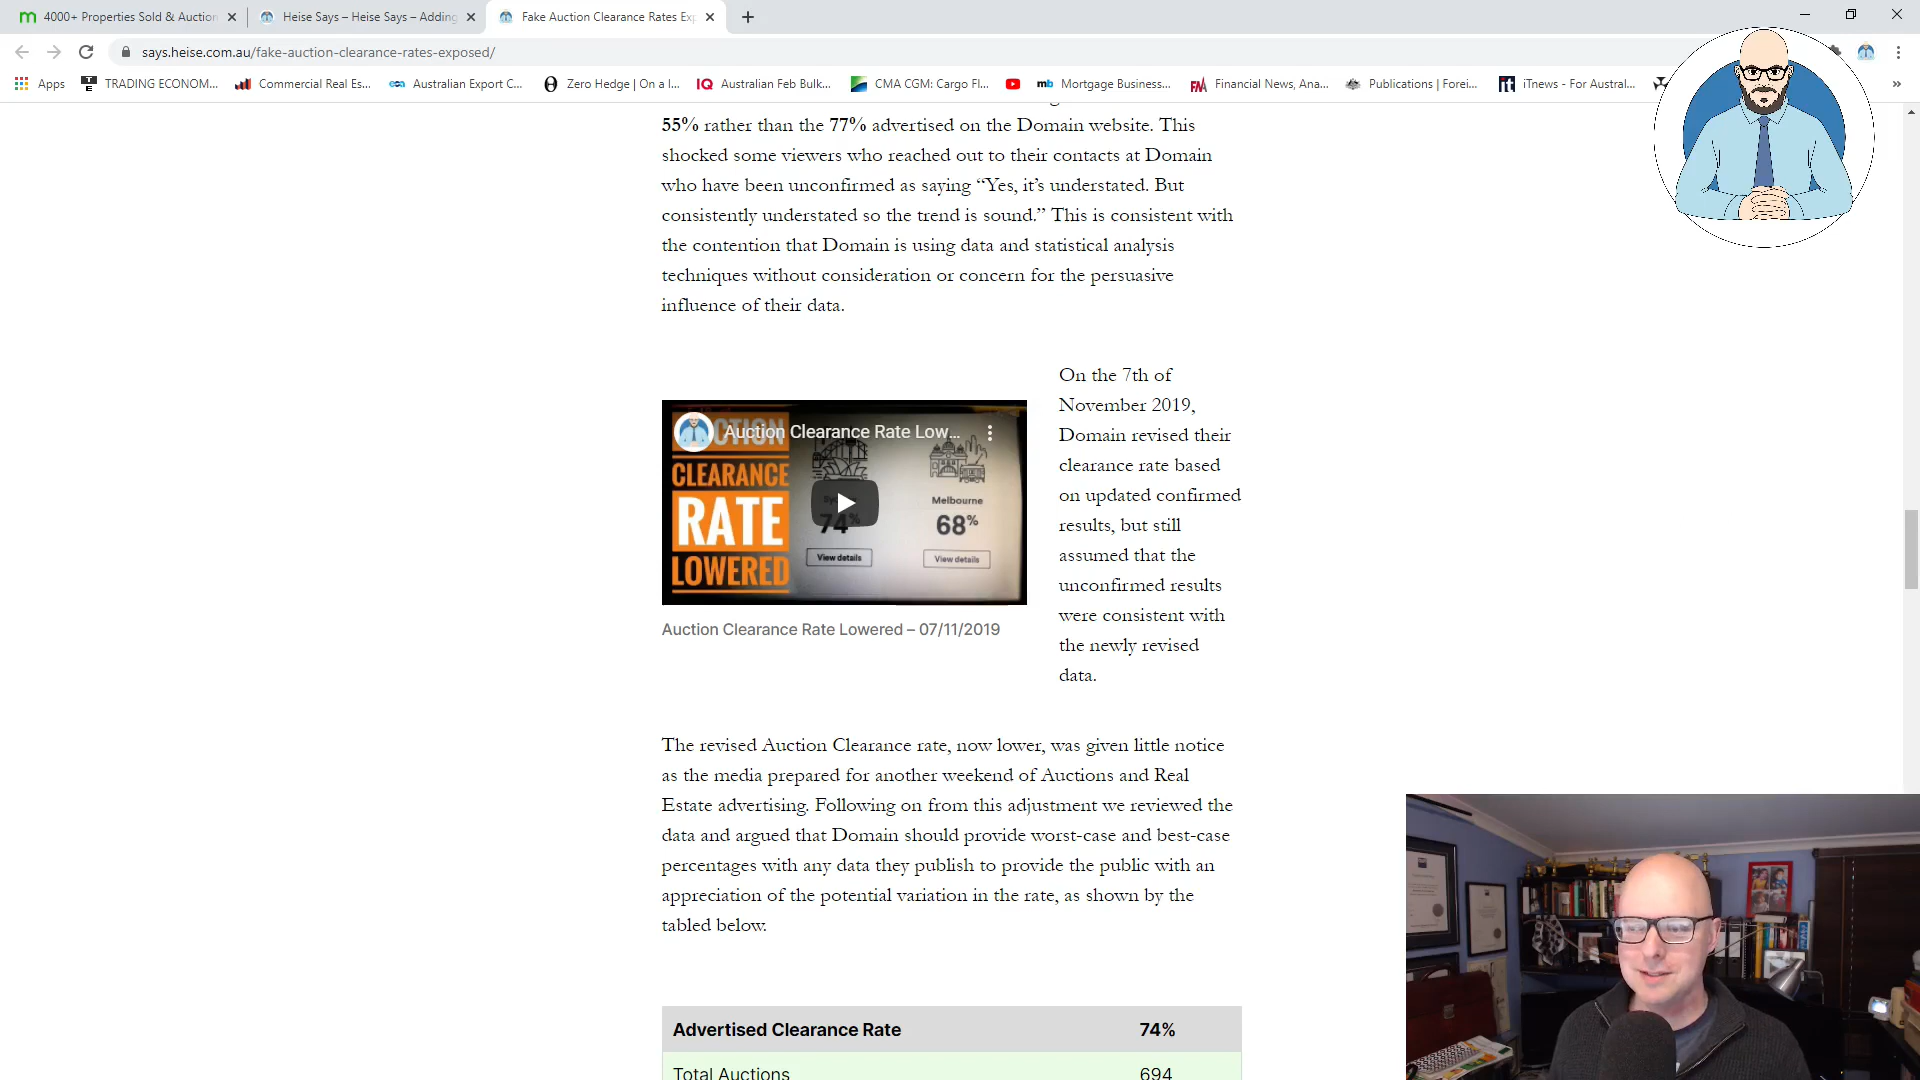 4000+ Properties Sold & Auction
Heise Says – Heise Says – Adding
Fake Auction Clearance Rates Exp
says.heise.com.au/fake-auction-clearance-rates-exposed/
Apps
TRADING ECONOM...
Commercial Real Es...
Australian Export C...
Zero Hedge | On a l...
Australian Feb Bulk...
CMA CGM: Cargo Fl...
Mortgage Business...
Financial News, Ana...
Publications | Forei...
iTnews - For Austral...
55% rather than the 77% advertised on the Domain website. This
shocked some viewers who reached out to their contacts at Domain
who have been unconfirmed as saying “Yes, it’s understated. But
consistently understated so the trend is sound.” This is consistent with
the contention that Domain is using data and statistical analysis
techniques without consideration or concern for the persuasive
influence of their data.
Auction Clearance Rate Low...
CLEARANCE
RATE
LOWERED
74%
View details
Melbourne
68%
View details
Auction Clearance Rate Lowered – 07/11/2019
On the 7th of
November 2019,
Domain revised their
clearance rate based
on updated confirmed
results, but still
assumed that the
unconfirmed results
were consistent with
the newly revised
data.
The revised Auction Clearance rate, now lower, was given little notice
as the media prepared for another weekend of Auctions and Real
Estate advertising. Following on from this adjustment we reviewed the
data and argued that Domain should provide worst-case and best-case
percentages with any data they publish to provide the public with an
appreciation of the potential variation in the rate, as shown by the
tabled below.
Advertised Clearance Rate 74%
Total Auctions 694